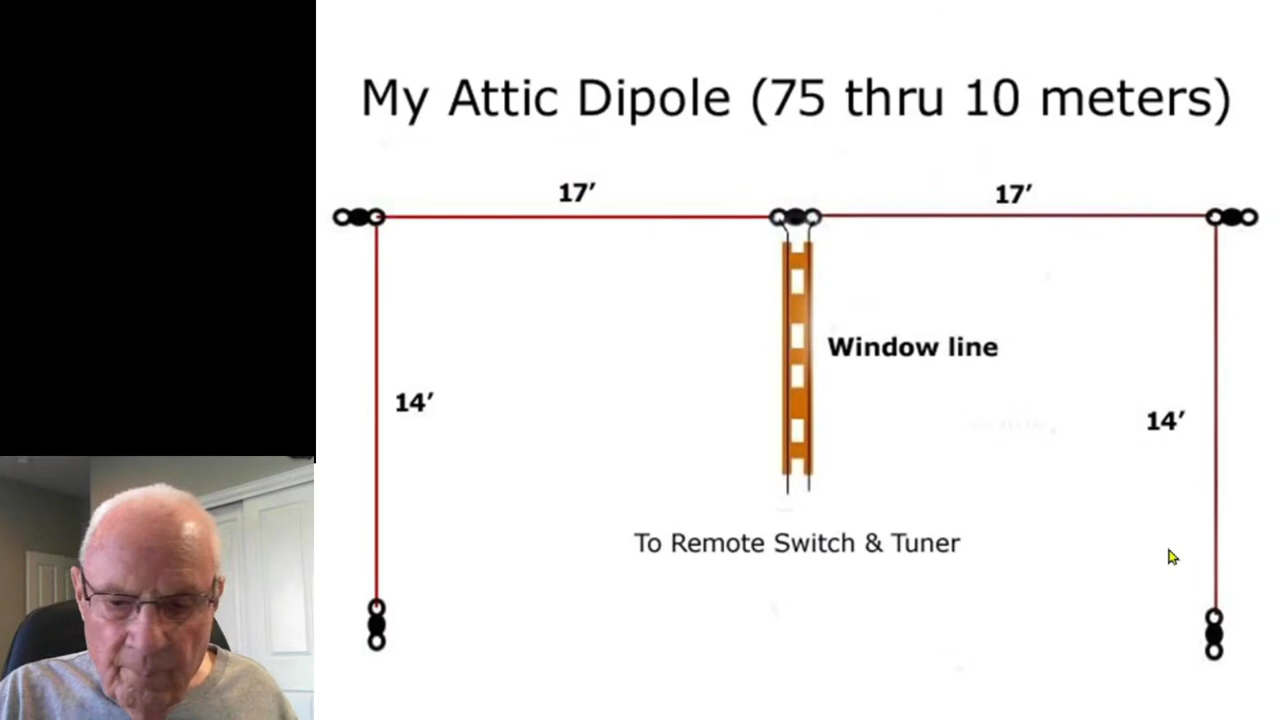 My Attic Dipole (75 thru 10 meters)
17′ 17′
Window line
14′ 14′
To Remote Switch & Tuner